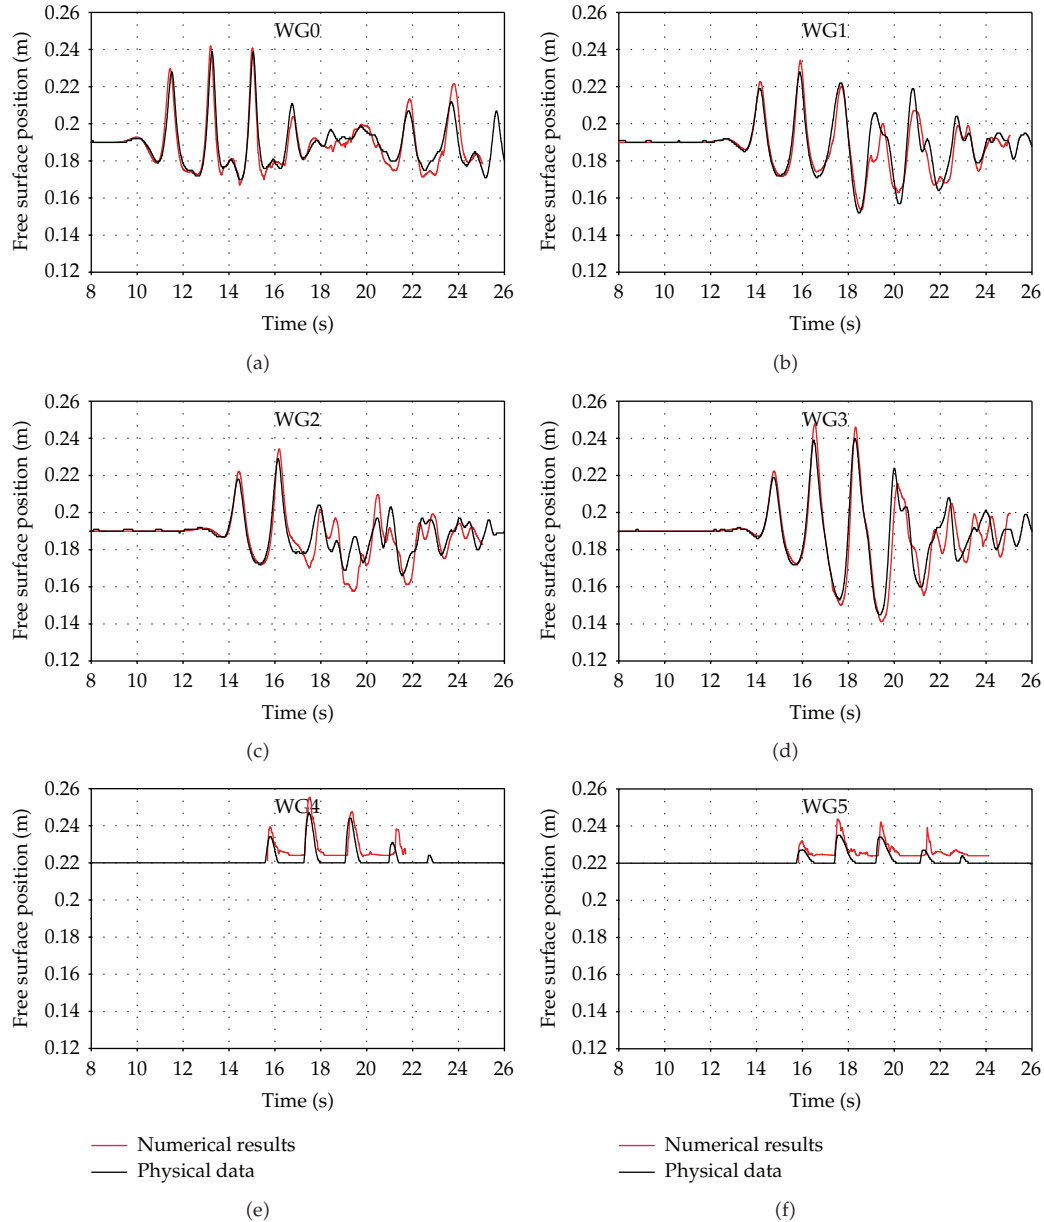 WG0
Free surface position (m)
0.26
0.24
0.22
0.2
0.18
0.16
0.14
0.12
8 10 12 14 16 18 20 22 24 26
Time (s)
(a)
WG1
Free surface position (m)
0.26
0.24
0.22
0.2
0.18
0.16
0.14
0.12
8 10 12 14 16 18 20 22 24 26
Time (s)
(b)
WG2
Free surface position (m)
0.26
0.24
0.22
0.2
0.18
0.16
0.14
0.12
8 10 12 14 16 18 20 22 24 26
Time (s)
(c)
WG3
Free surface position (m)
0.26
0.24
0.22
0.2
0.18
0.16
0.14
0.12
8 10 12 14 16 18 20 22 24 26
Time (s)
(d)
WG4
Free surface position (m)
0.26
0.24
0.22
0.2
0.18
0.16
0.14
0.12
8 10 12 14 16 18 20 22 24 26
Time (s)
Numerical results
Physical data
(e)
WG5
Free surface position (m)
0.26
0.24
0.22
0.2
0.18
0.16
0.14
0.12
8 10 12 14 16 18 20 22 24 26
Time (s)
Numerical results
Physical data
(f)